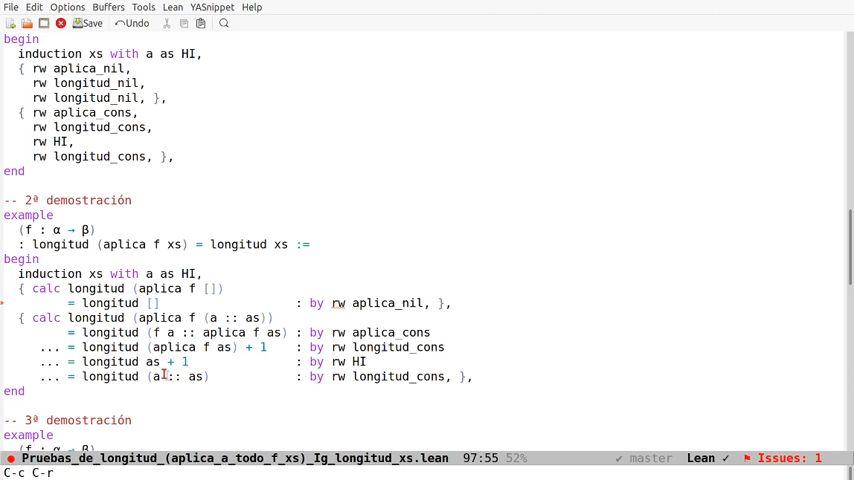 File Edit Options Buffers Tools Lean YASnippet Help
Save Undo
begin
  induction xs with a as HI,
  { rw aplica_nil,
    rw longitud_nil,
    rw longitud_nil, },
  { rw aplica_cons,
    rw longitud_cons,
    rw HI,
    rw longitud_cons, },
end
-- 2ª demostración
example
  (f : α → β)
  : longitud (aplica f xs) = longitud xs :=
begin
  induction xs with a as HI,
  { calc longitud (aplica f [])
         = longitud []                   : by rw aplica_nil, },
  { calc longitud (aplica f (a :: as))
         = longitud (f a :: aplica f as) : by rw aplica_cons
     ... = longitud (aplica f as) + 1    : by rw longitud_cons
     ... = longitud as + 1               : by rw HI
     ... = longitud (a :: as)            : by rw longitud_cons, },
end
-- 3ª demostración
example
  (f : α → β)
Pruebas_de_longitud_(aplica_a_todo_f_xs)_Ig_longitud_xs.lean 97:55 52% ✓ master Lean ✓ Issues: 1
C-c C-r